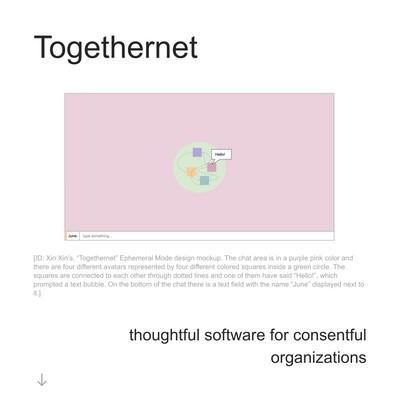 Togethernet
Hello!
June
type something...
[ID: Xin Xin's, "Togethernet" Ephemeral Mode design mockup. The chat area is in a purple pink color and
there are four different avatars represented by four different colored squares inside a green circle. The
squares are connected to each other through dotted lines and one of them have said "Hello!", which
prompted a text bubble. On the bottom of the chat there is a text field with the name "June" displayed next to
it.]
thoughtful software for consentful
organizations